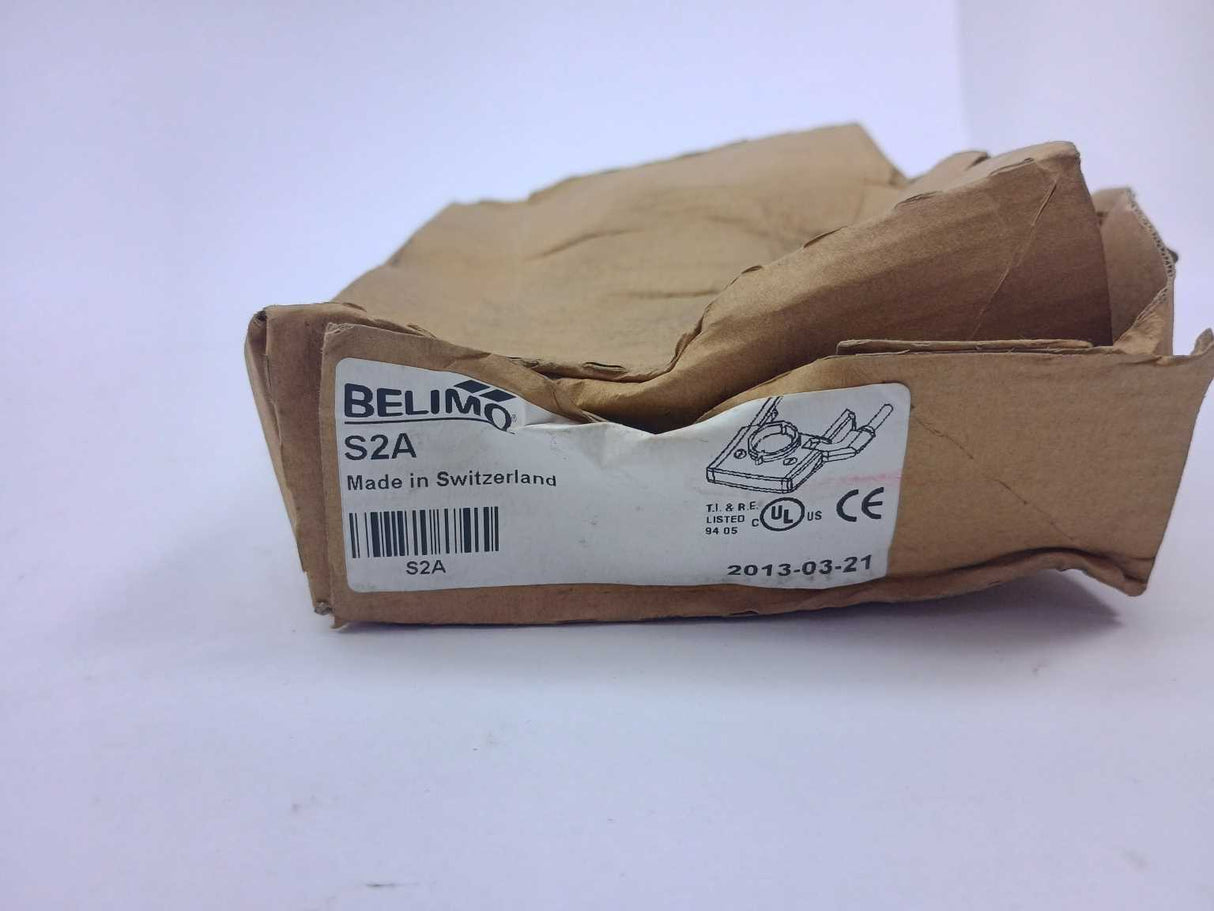 BELIMO
S2A
Made in Switzerland
S2A
T.I. & R.E.
LISTED
94 05
C UL US CE
2013-03-21